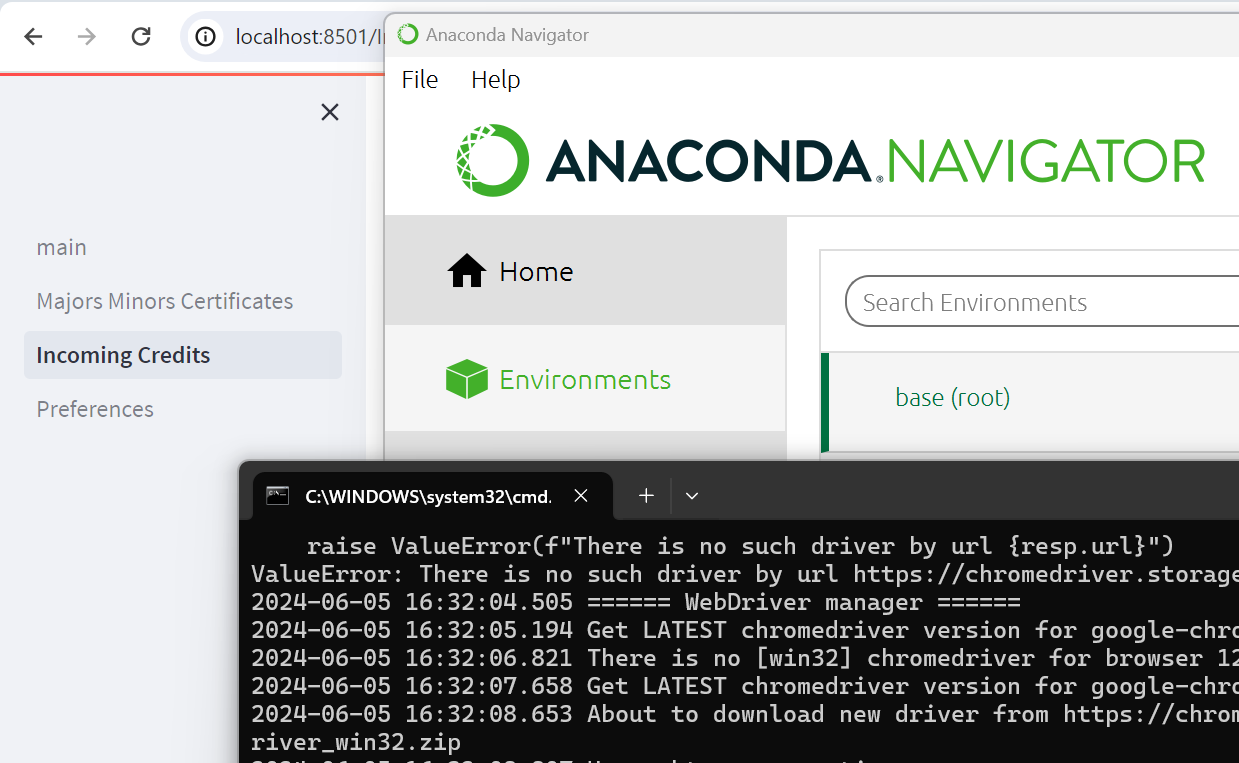 localhost:8501/I
Anaconda Navigator
File Help
ANACONDA.NAVIGATOR
main
Majors Minors Certificates
Incoming Credits
Preferences
Home
Environments
Search Environments
base (root)
C:\WINDOWS\system32\cmd.
raise ValueError(f"There is no such driver by url {resp.url}")
ValueError: There is no such driver by url https://chromedriver.storage
2024-06-05 16:32:04.505 ====== WebDriver manager ======
2024-06-05 16:32:05.194 Get LATEST chromedriver version for google-chro
2024-06-05 16:32:06.821 There is no [win32] chromedriver for browser 12
2024-06-05 16:32:07.658 Get LATEST chromedriver version for google-chro
2024-06-05 16:32:08.653 About to download new driver from https://chrom
river_win32.zip